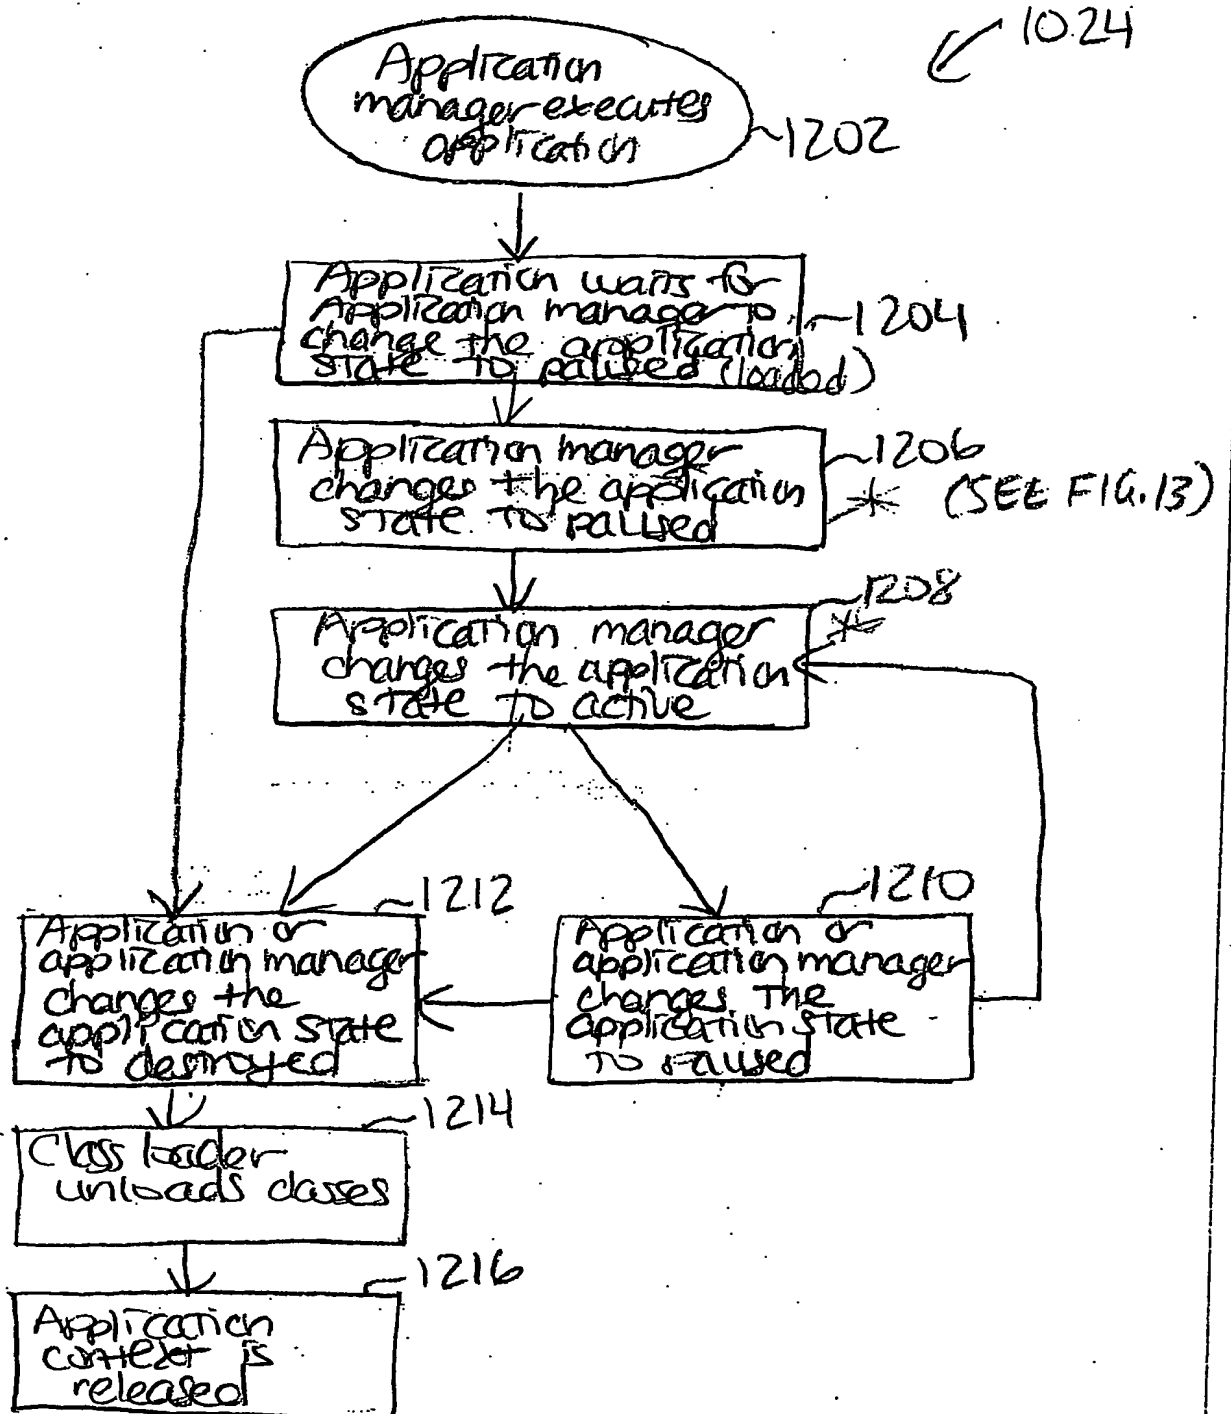 1024
Application
manager executes
application
1202
Application waits for
Application manager to
change the application
state to paused (loaded)
1204
Application manager
changes the application
state to paused
1206
* (SEE FIG. 13)
Application manager
changes the application
state to active
1208
*
Application or
application manager
changes the
application state
to destroyed
1212
Application or
application manager
changes the
application state
to Paused
1210
Class loader
unloads classes
1214
Application
context is
released
1216